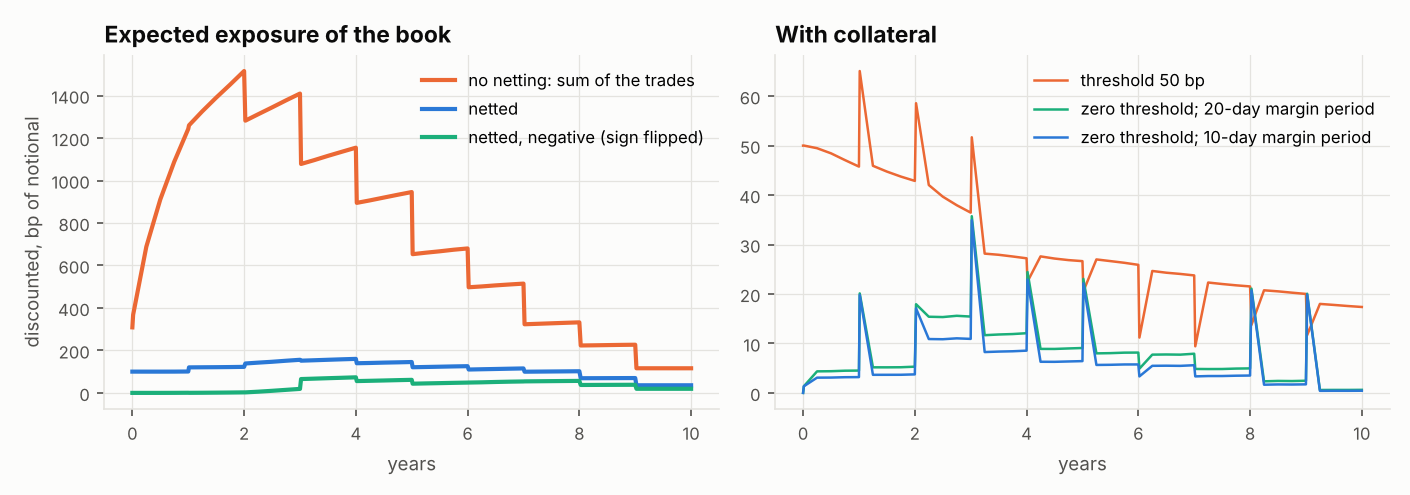 Expected exposure of the book
discounted, bp of notional
1400
1200
1000
800
600
400
200
0
no netting: sum of the trades
netted
netted, negative (sign flipped)
0 2 4 6 8 10
years
With collateral
60
50
40
30
20
10
0
threshold 50 bp
zero threshold; 20-day margin period
zero threshold; 10-day margin period
0 2 4 6 8 10
years